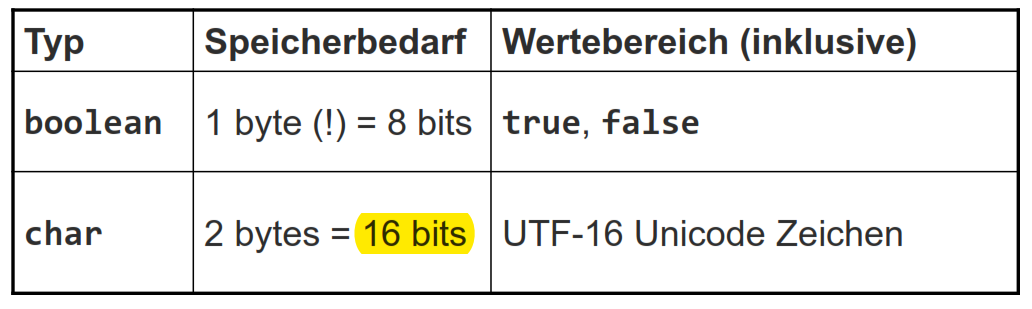 Typ Speicherbedarf Wertebereich (inklusive)
boolean 1 byte (!) = 8 bits true, false
char 2 bytes = 16 bits UTF-16 Unicode Zeichen